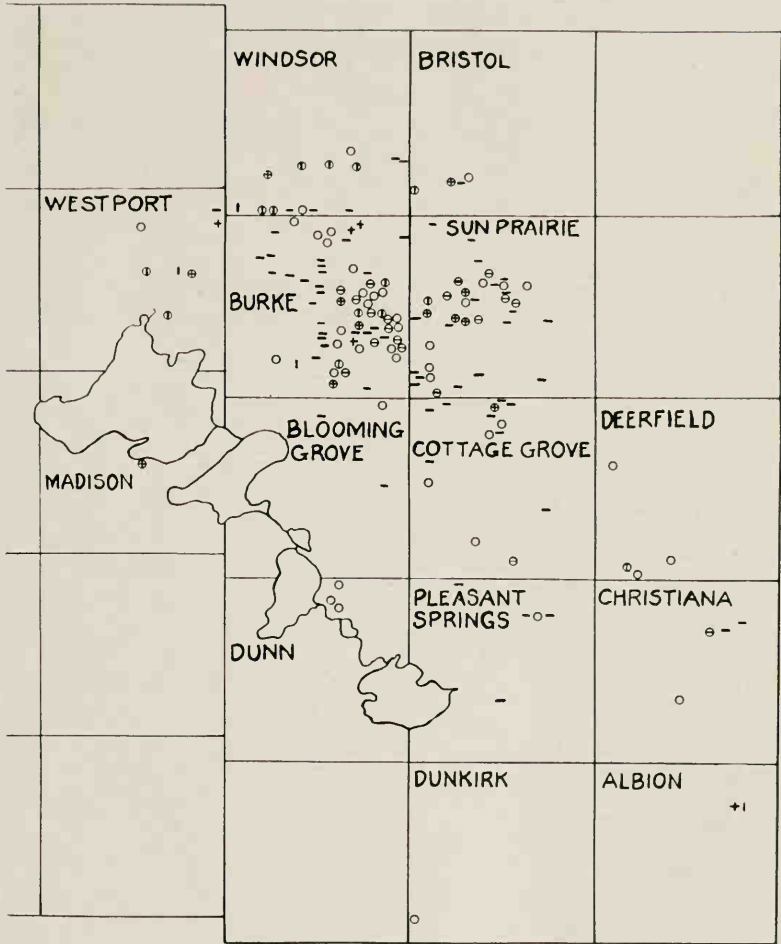 WINDSOR
BRISTOL
WESTPORT
SUN PRAIRIE
BURKE
BLOOMING
GROVE
DEERFIELD
COTTAGE GROVE
MADISON
PLEASANT
SPRINGS
CHRISTIANA
DUNN
DUNKIRK
ALBION